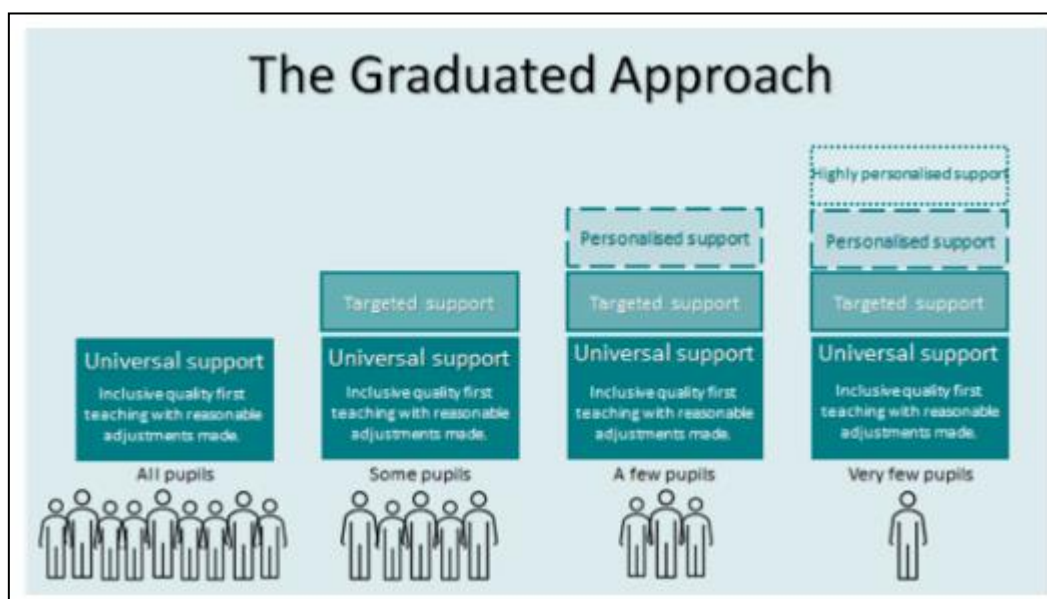 The Graduated Approach
Highly personalised support
Personalised support
Personalised support
Targeted support
Targeted support
Targeted support
Universal support
Inclusive quality first
teaching with reasonable
adjustments made.
Universal support
Inclusive quality first
teaching with reasonable
adjustments made.
Universal support
Inclusive quality first
teaching with reasonable
adjustments made.
Universal support
Inclusive quality first
teaching with reasonable
adjustments made.
All pupils
Some pupils
A few pupils
Very few pupils